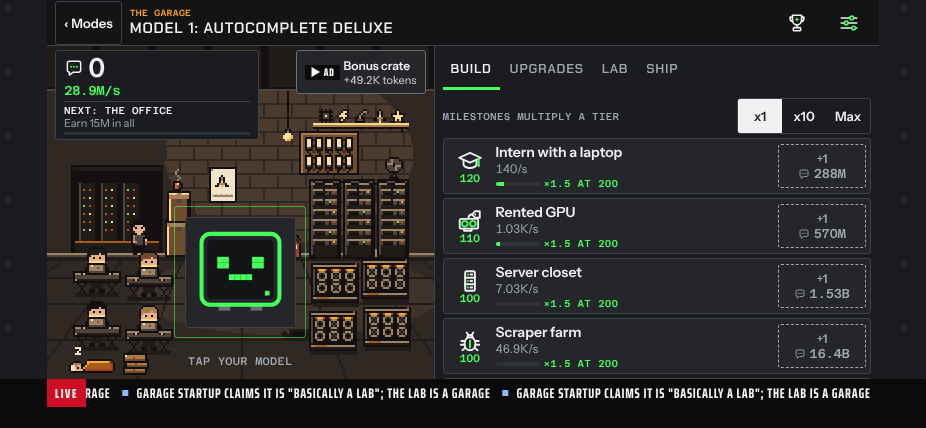 ‹ Modes
THE GARAGE
MODEL 1: AUTOCOMPLETE DELUXE
0
28.9M/s
NEXT: THE OFFICE
Earn 15M in all
AD
Bonus crate
+49.2K tokens
TAP YOUR MODEL
BUILD
UPGRADES
LAB
SHIP
MILESTONES MULTIPLY A TIER
x1
x10
Max
Intern with a laptop
140/s
120
×1.5 AT 200
+1
288M
Rented GPU
1.03K/s
110
×1.5 AT 200
+1
570M
Server closet
7.03K/s
100
×1.5 AT 200
+1
1.53B
Scraper farm
46.9K/s
100
×1.5 AT 200
+1
16.4B
LIVE
RAGE ▪ GARAGE STARTUP CLAIMS IT IS "BASICALLY A LAB"; THE LAB IS A GARAGE ▪ GARAGE STARTUP CLAIMS IT IS "BASICALLY A LAB"; THE LAB IS A GARAGE